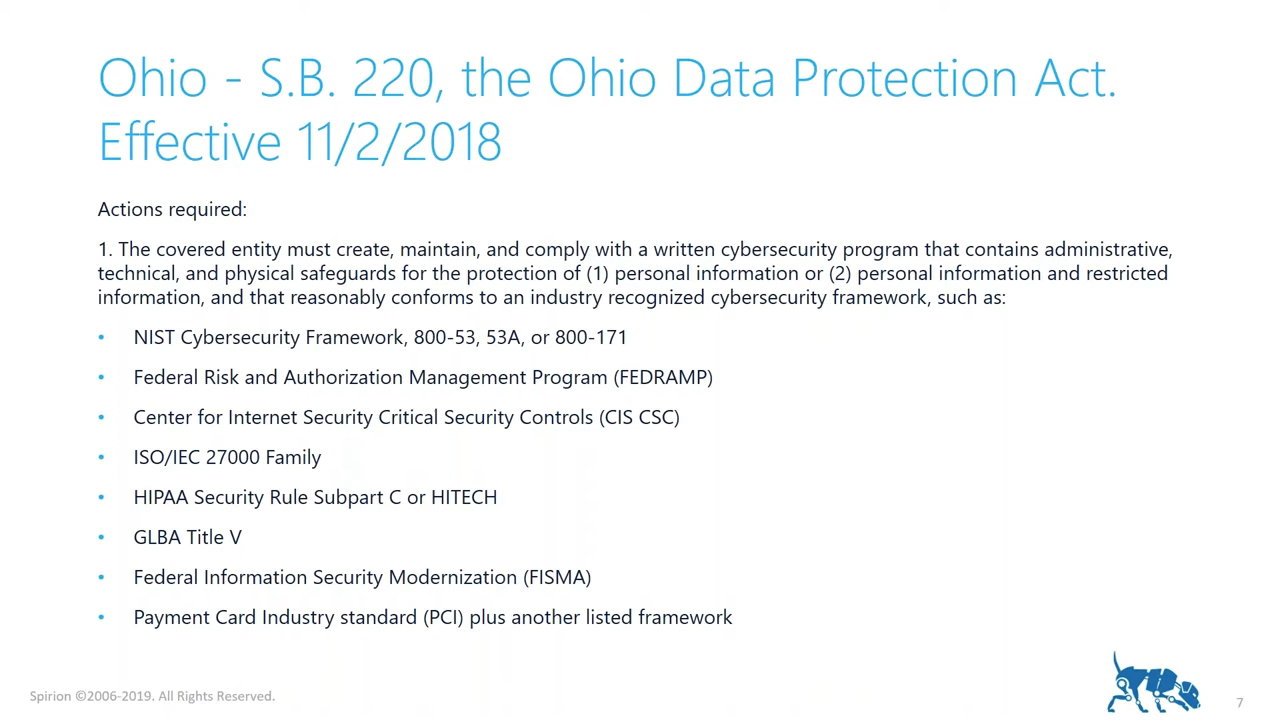 Ohio - S.B. 220, the Ohio Data Protection Act.
Effective 11/2/2018
Actions required:
1. The covered entity must create, maintain, and comply with a written cybersecurity program that contains administrative,
technical, and physical safeguards for the protection of (1) personal information or (2) personal information and restricted
information, and that reasonably conforms to an industry recognized cybersecurity framework, such as:
• NIST Cybersecurity Framework, 800-53, 53A, or 800-171
• Federal Risk and Authorization Management Program (FEDRAMP)
• Center for Internet Security Critical Security Controls (CIS CSC)
• ISO/IEC 27000 Family
• HIPAA Security Rule Subpart C or HITECH
• GLBA Title V
• Federal Information Security Modernization (FISMA)
• Payment Card Industry standard (PCI) plus another listed framework
Spirion ©2006-2019. All Rights Reserved.
7